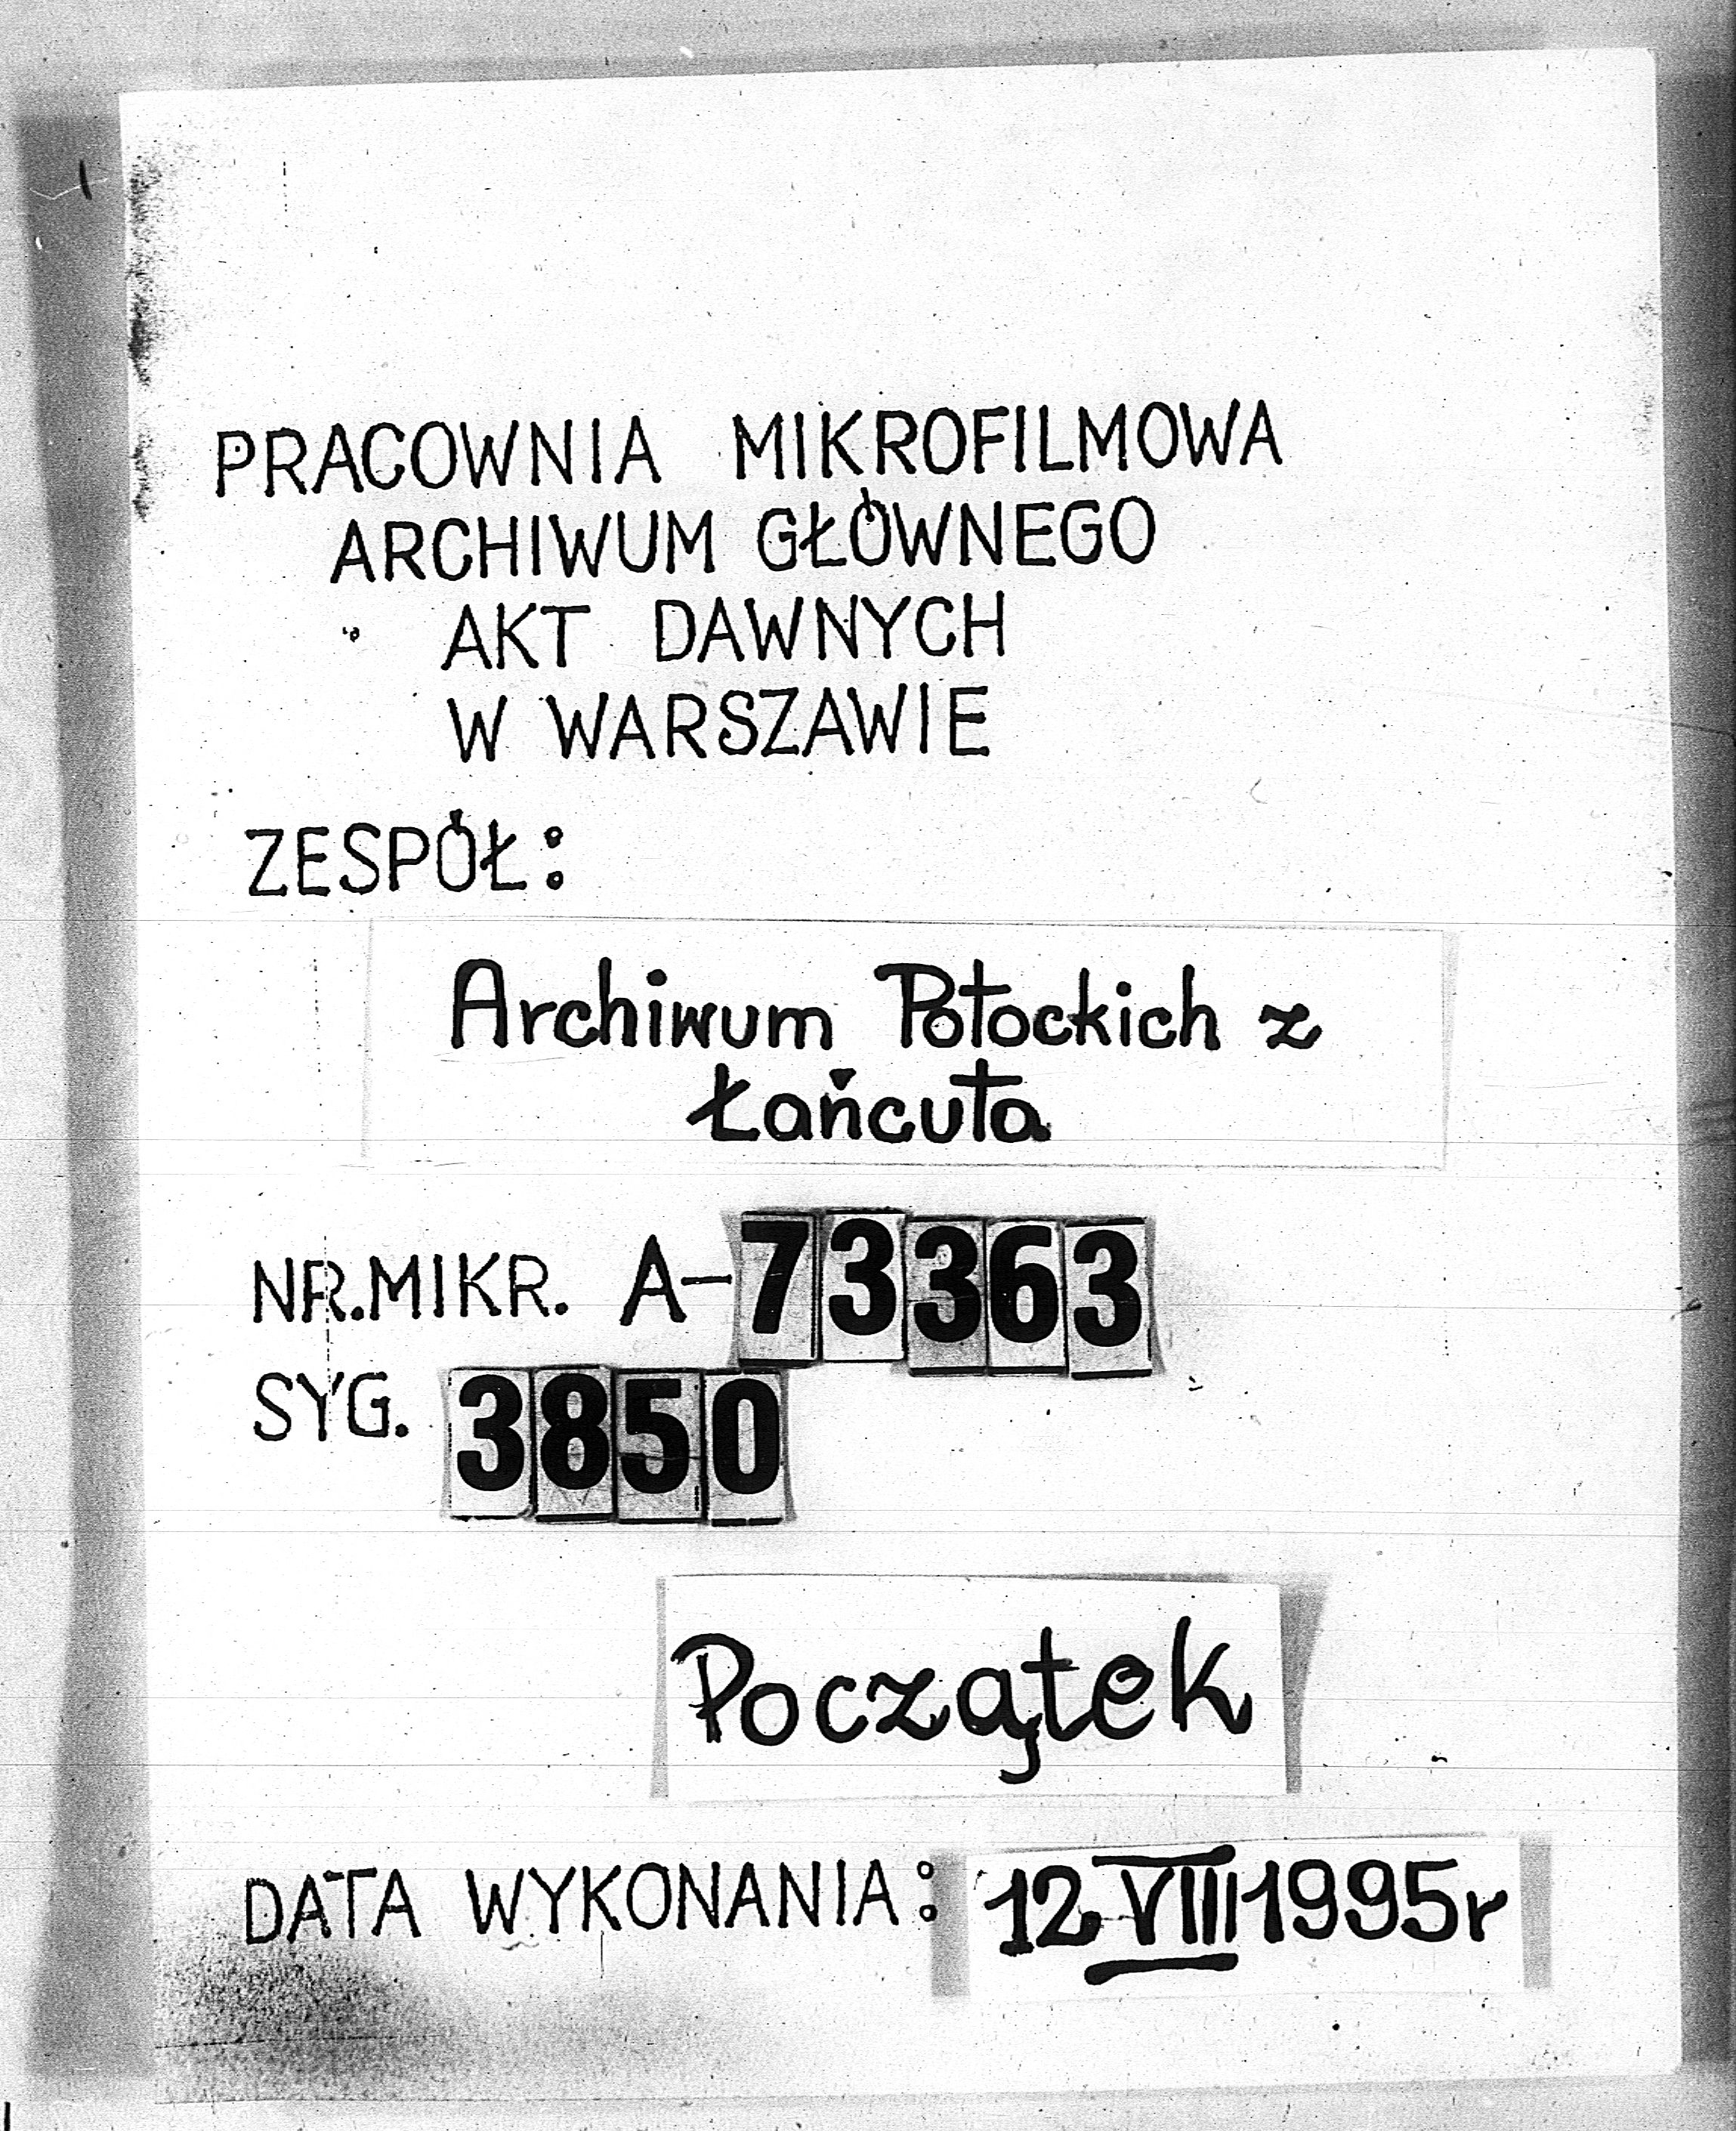 PRACOWNIA MIKROFILMOWA
ARCHIWUM GŁÓWNEGO
AKT DAWNYCH
W WARSZAWIE
ZESPÓŁ:
Archiwum Potockich z
Łańcuta
NR.MIKR. A-73363
SYG. 3850
Początek
DATA WYKONANIA: 12 VIII 1995r